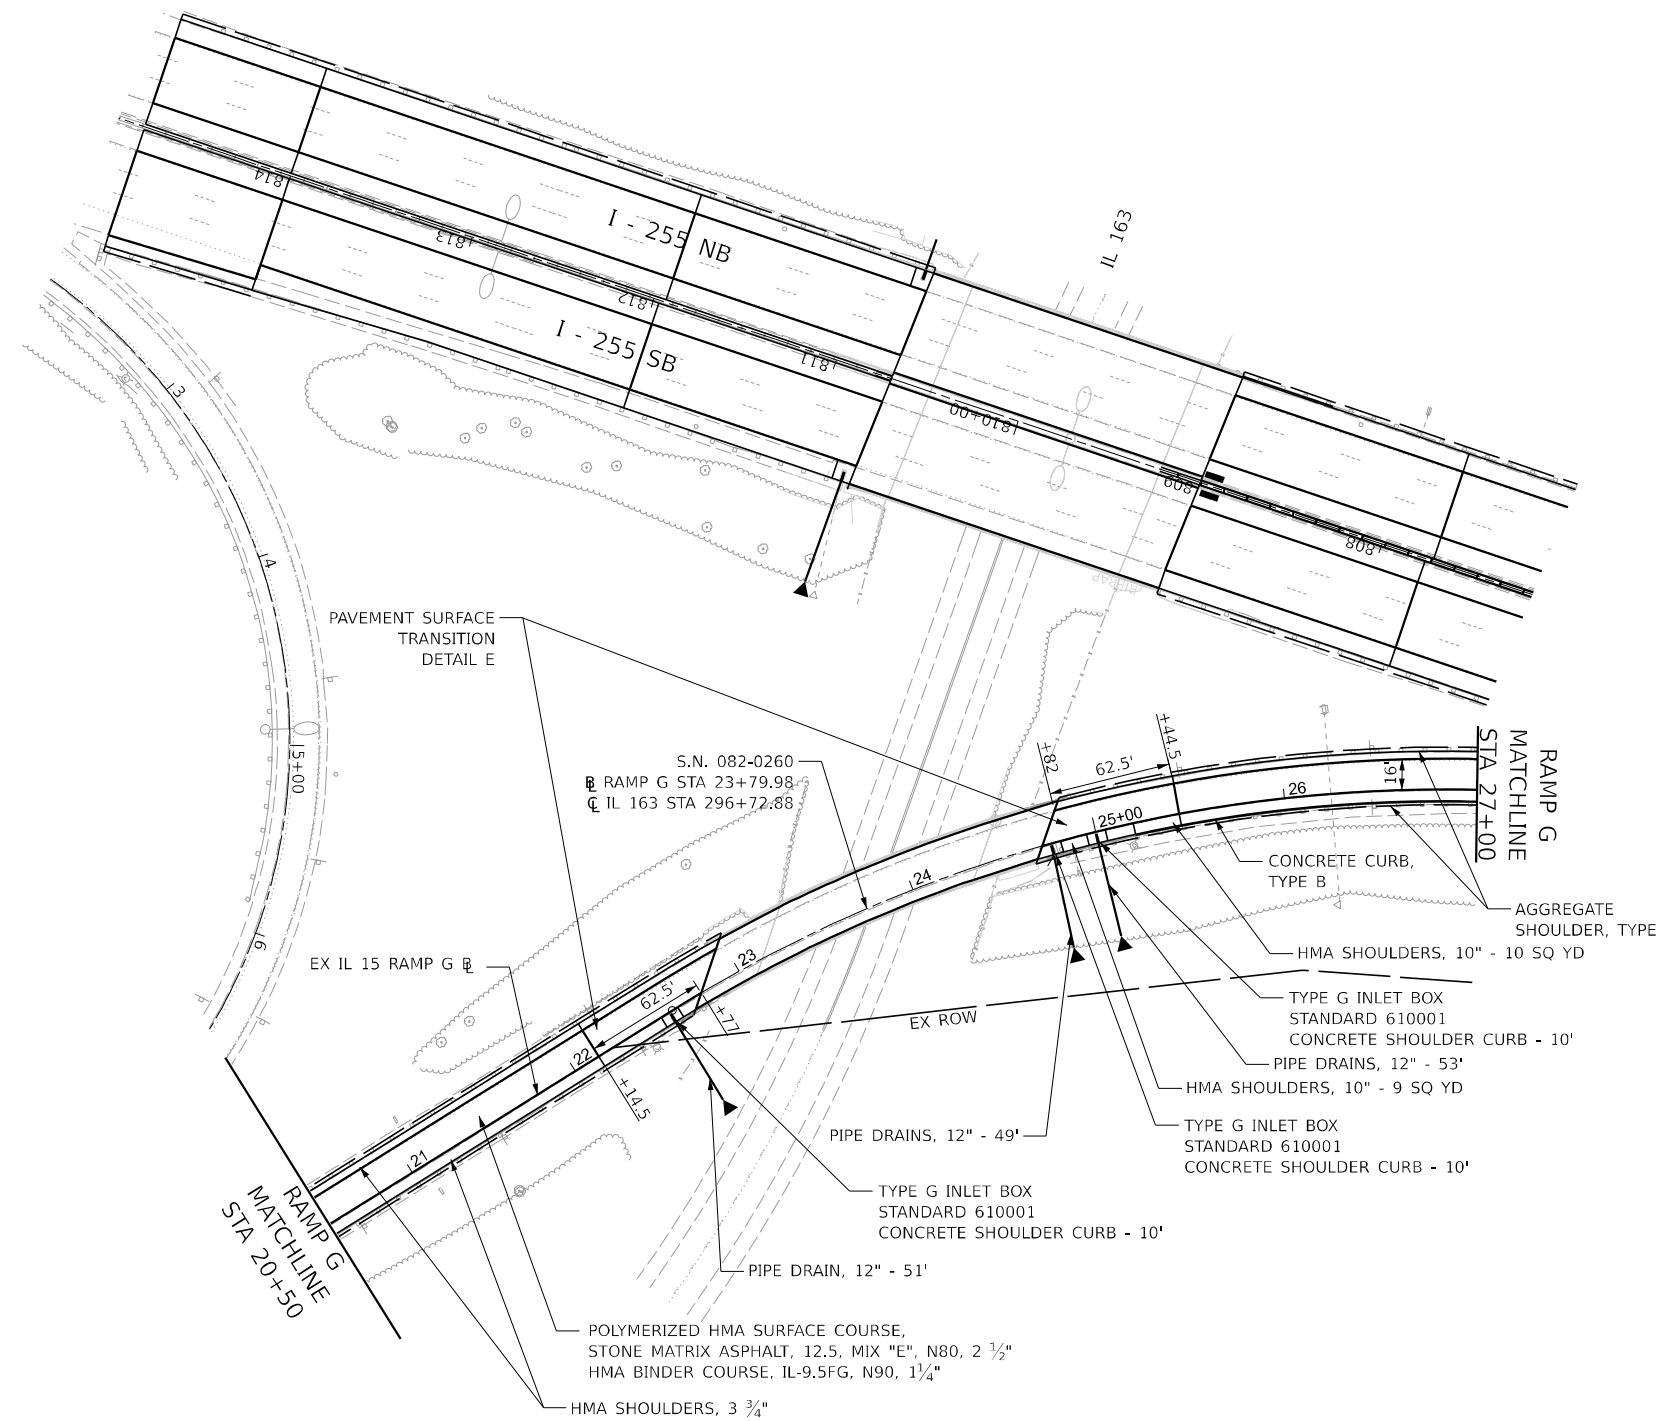 IL 163
I - 255 NB
I - 255 SB
814
813
812
811
810+00
809
808
13
14
15+00
16
RIPRAP
PAVEMENT SURFACE
TRANSITION
DETAIL E
S.N. 082-0260
℄ IL 163 STA 296+72.88
RAMP G STA 23+79.98
EX IL 15 RAMP G
+82
62.5'
+44.5
16'
RAMP G
MATCHLINE
STA 27+00
21
22
23
24
25+00
26
62.5'
+77
+14.5
EX ROW
CONCRETE CURB,
TYPE B
AGGREGATE
SHOULDER, TYPE
HMA SHOULDERS, 10" - 10 SQ YD
TYPE G INLET BOX
STANDARD 610001
CONCRETE SHOULDER CURB - 10'
PIPE DRAINS, 12" - 53'
HMA SHOULDERS, 10" - 9 SQ YD
TYPE G INLET BOX
STANDARD 610001
CONCRETE SHOULDER CURB - 10'
PIPE DRAINS, 12" - 49'
TYPE G INLET BOX
STANDARD 610001
CONCRETE SHOULDER CURB - 10'
PIPE DRAIN, 12" - 51'
RAMP G
MATCHLINE
STA 20+50
POLYMERIZED HMA SURFACE COURSE,
STONE MATRIX ASPHALT, 12.5, MIX "E", N80, 2 ½"
HMA BINDER COURSE, IL-9.5FG, N90, 1¼"
HMA SHOULDERS, 3 ¾"